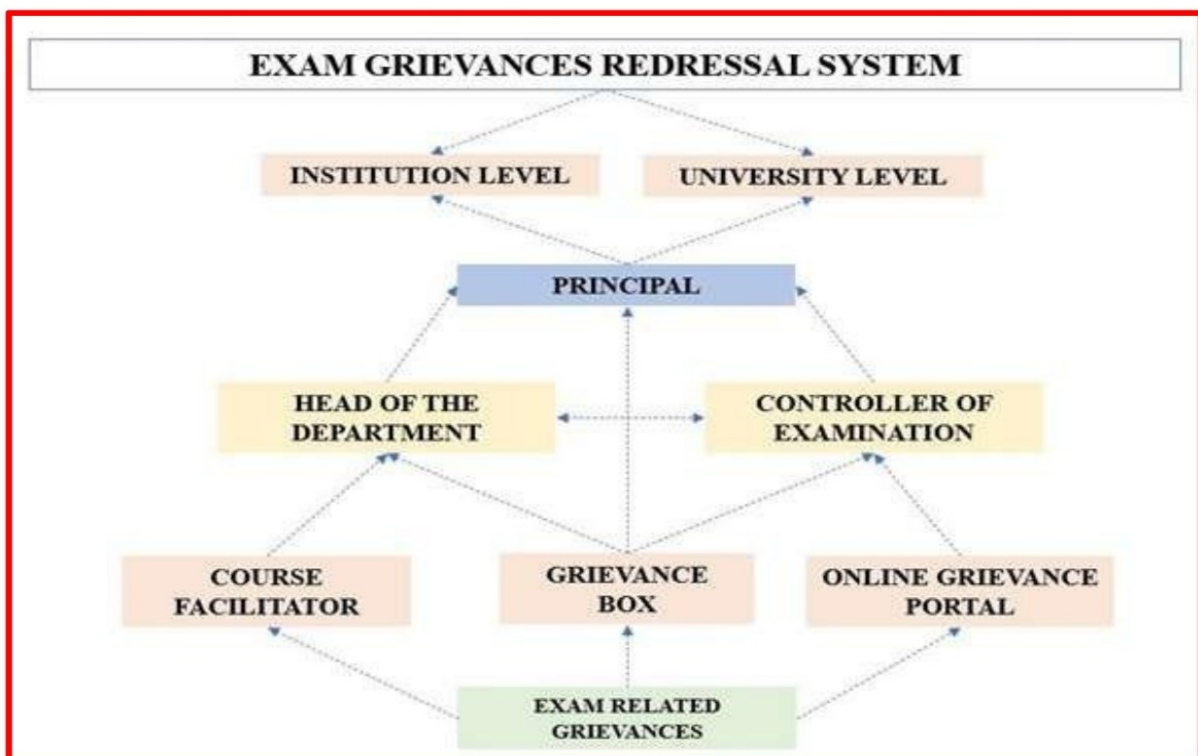 EXAM GRIEVANCES REDRESSAL SYSTEM
INSTITUTION LEVEL
UNIVERSITY LEVEL
PRINCIPAL
HEAD OF THE
DEPARTMENT
CONTROLLER OF
EXAMINATION
COURSE
FACILITATOR
GRIEVANCE
BOX
ONLINE GRIEVANCE
PORTAL
EXAM RELATED
GRIEVANCES